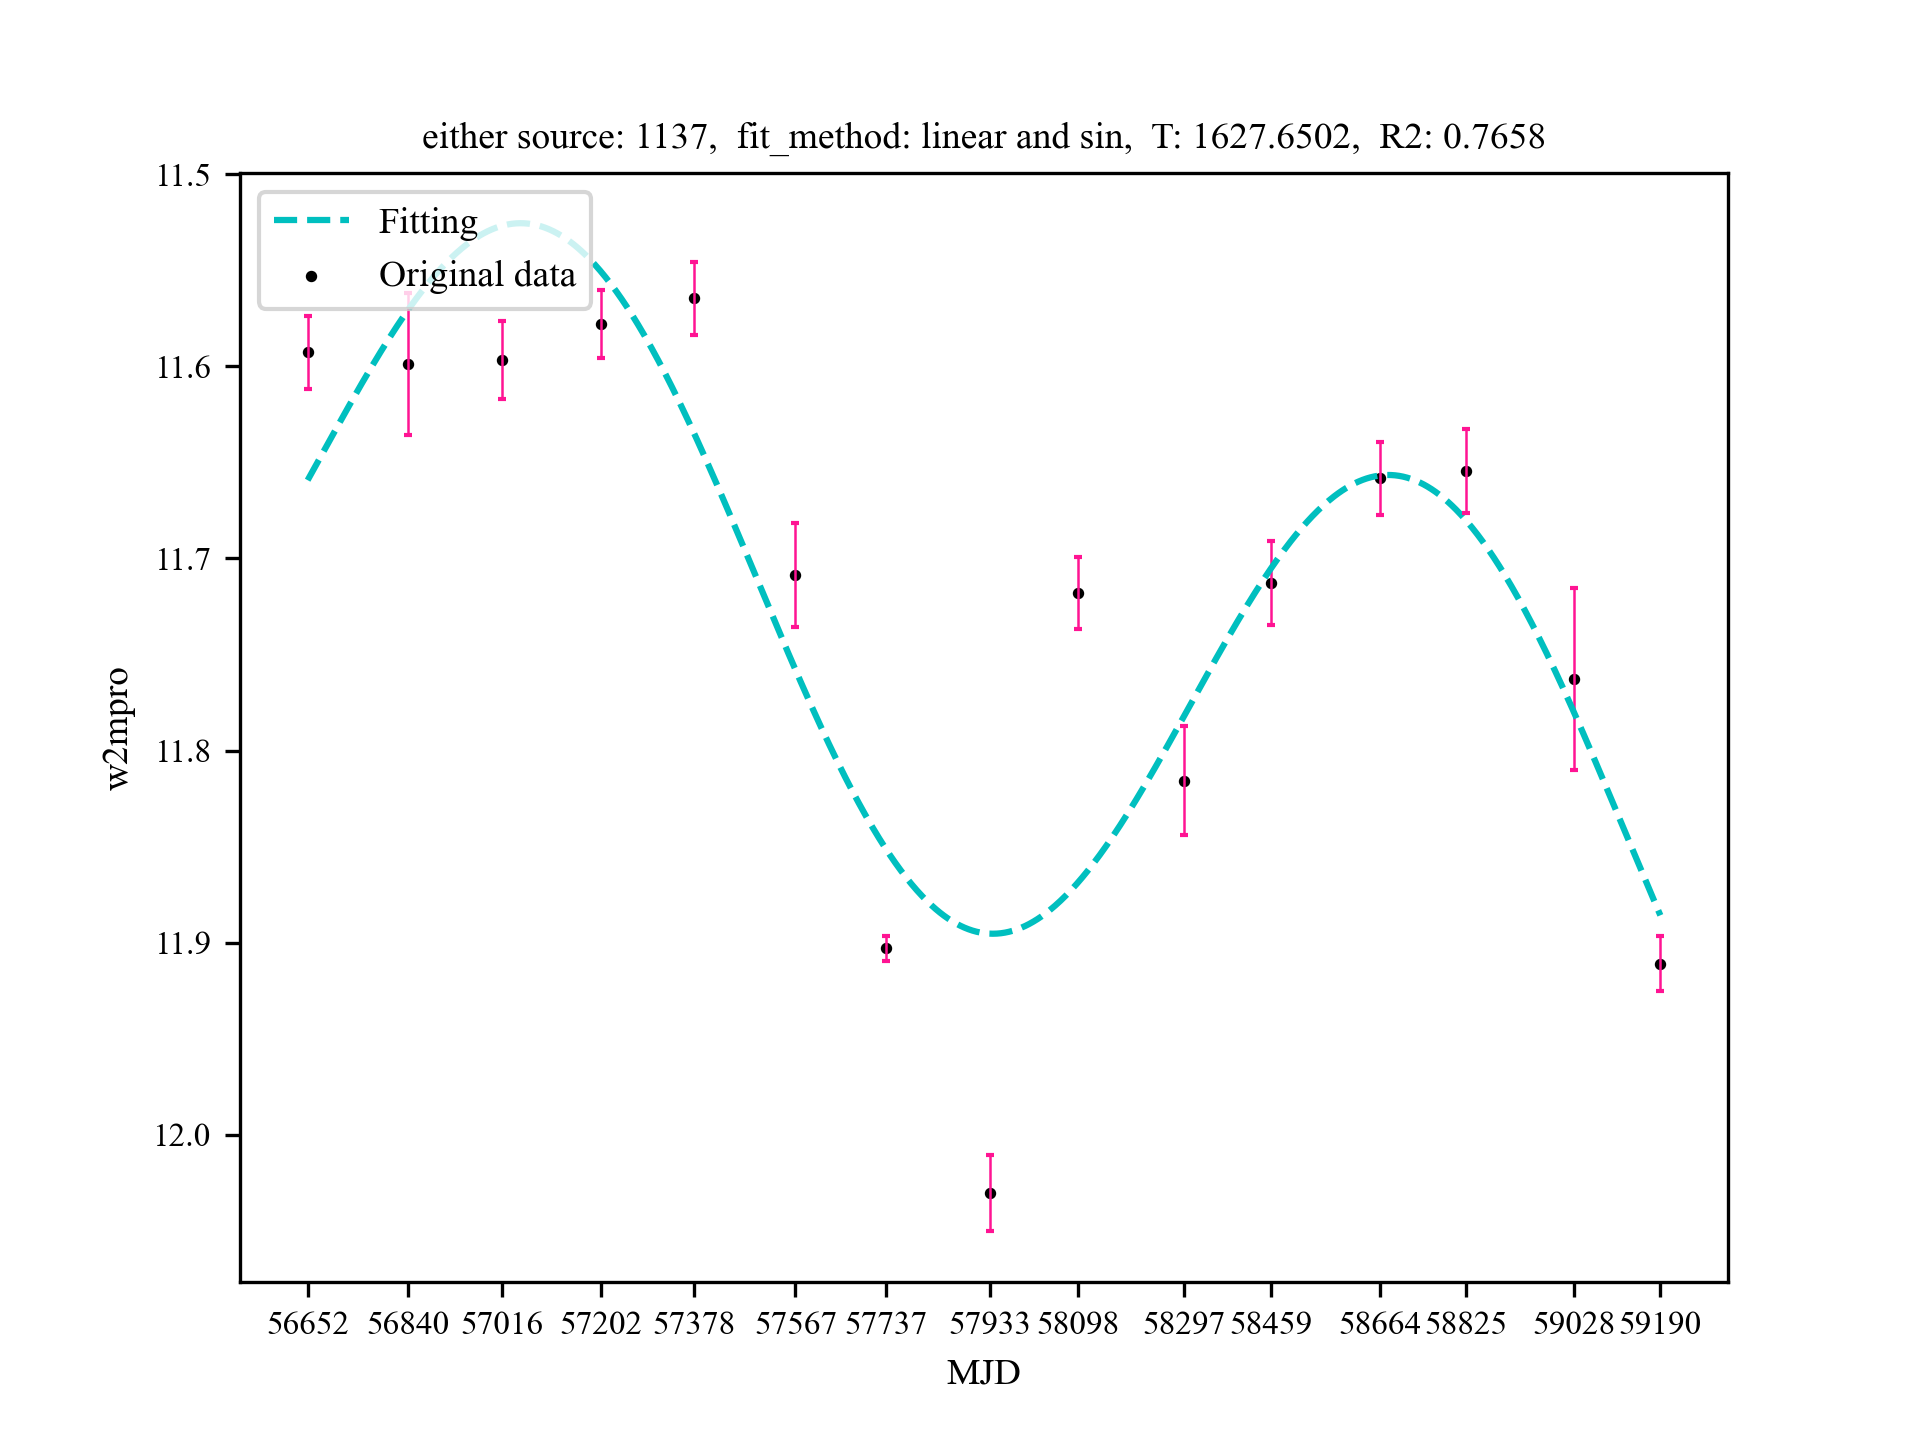 either source: 1137, fit_method: linear and sin, T: 1627.6502, R2: 0.7658
Fitting
Original data
11.5
11.6
11.7
11.8
11.9
12.0
w2mpro
56652 56840 57016 57202 57378 57567 57737 57933 58098 58297 58459 58664 58825 59028 59190
MJD